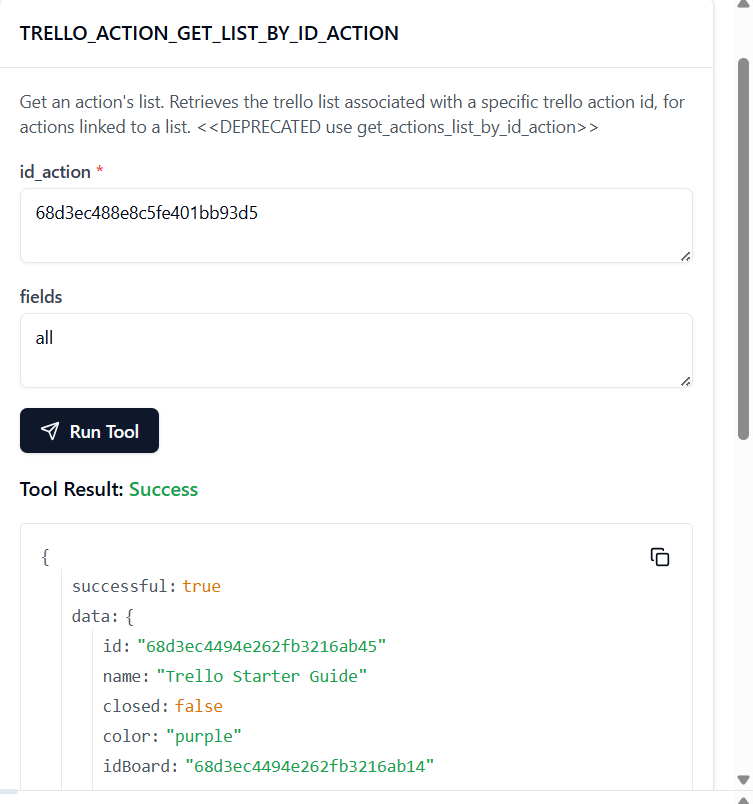 TRELLO_ACTION_GET_LIST_BY_ID_ACTION
Get an action's list. Retrieves the trello list associated with a specific trello action id, for
actions linked to a list. <<DEPRECATED use get_actions_list_by_id_action>>
id_action *
68d3ec488e8c5fe401bb93d5
fields
all
Run Tool
Tool Result: Success
{
successful: true
data: {
id: "68d3ec4494e262fb3216ab45"
name: "Trello Starter Guide"
closed: false
color: "purple"
idBoard: "68d3ec4494e262fb3216ab14"